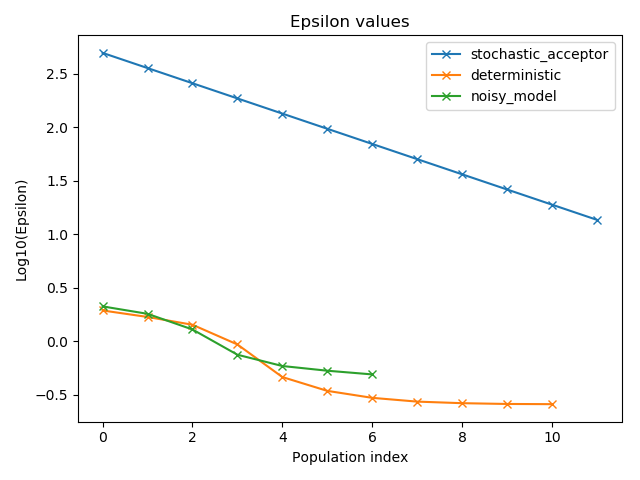 Epsilon values
stochastic_acceptor
deterministic
noisy_model
2.5
2.0
1.5
1.0
0.5
0.0
−0.5
Log10(Epsilon)
0 2 4 6 8 10
Population index